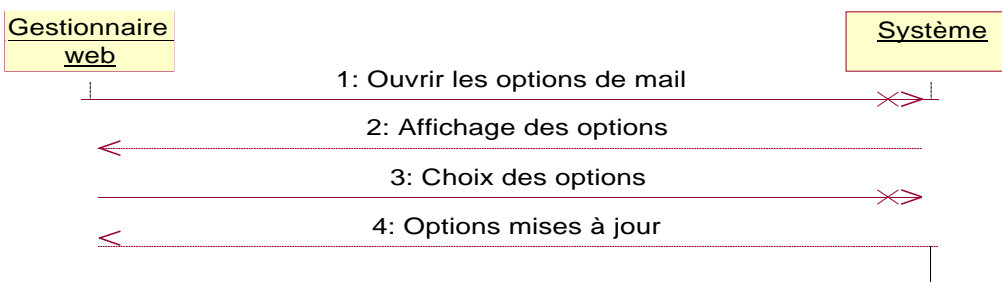 Gestionnaire
web
Système
1: Ouvrir les options de mail
2: Affichage des options
3: Choix des options
4: Options mises à jour